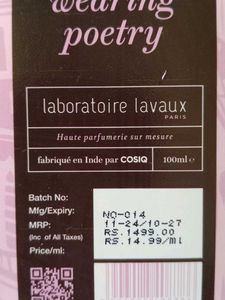 wearing
poetry
laboratoire lavaux
PARIS
Haute parfumerie sur mesure
fabriqué en Inde par COSIQ
100ml℮
Batch No: NO-014
Mfg/Expiry: 11-24/10-27
MRP: RS.1499.00
(Inc of All Taxes)
Price/ml: RS.14.99/ml